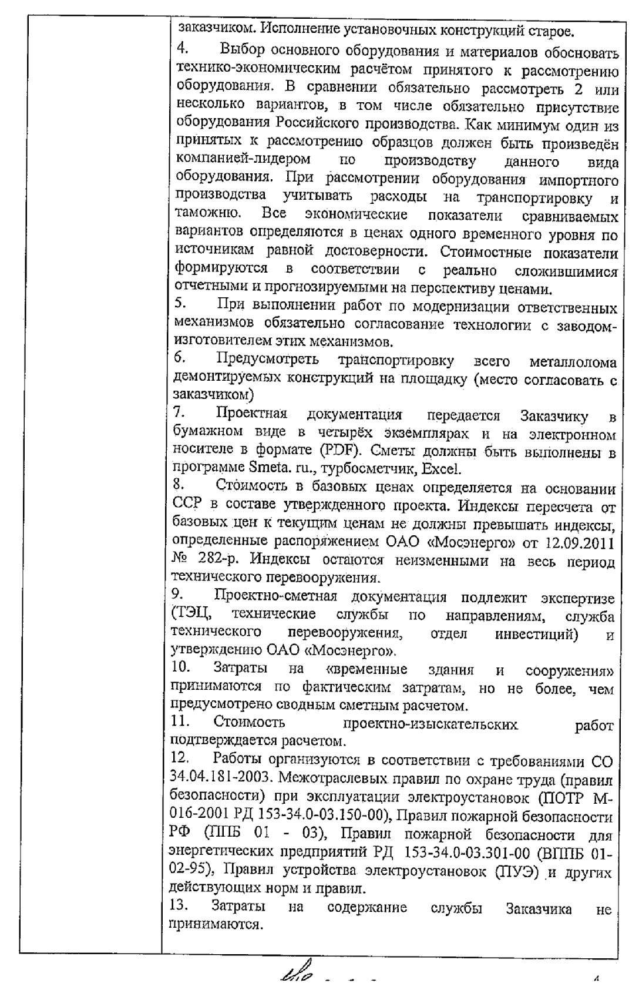 заказчиком. Исполнение установочных конструкций старое.
4. Выбор основного оборудования и материалов обосновать
технико-экономическим расчётом принятого к рассмотрению
оборудования. В сравнении обязательно рассмотреть 2 или
несколько вариантов, в том числе обязательно присутствие
оборудования Российского производства. Как минимум один из
принятых к рассмотрению образцов должен быть произведён
компанией-лидером по производству данного вида
оборудования. При рассмотрении оборудования импортного
производства учитывать расходы на транспортировку и
таможню. Все экономические показатели сравниваемых
вариантов определяются в ценах одного временного уровня по
источникам равной достоверности. Стоимостные показатели
формируются в соответствии с реально сложившимися
отчетными и прогнозируемыми на перспективу ценами.
5. При выполнении работ по модернизации ответственных
механизмов обязательно согласование технологии с заводом-
изготовителем этих механизмов.
6. Предусмотреть транспортировку всего металлолома
демонтируемых конструкций на площадку (место согласовать с
заказчиком)
7. Проектная документация передается Заказчику в
бумажном виде в четырёх экземплярах и на электронном
носителе в формате (PDF). Сметы должны быть выполнены в
программе Smeta. ru., турбосметчик, Excel.
8. Стоимость в базовых ценах определяется на основании
ССР в составе утвержденного проекта. Индексы пересчета от
базовых цен к текущим ценам не должны превышать индексы,
определенные распоряжением ОАО «Мосэнерго» от 12.09.2011
№ 282-р. Индексы остаются неизменными на весь период
технического перевооружения.
9. Проектно-сметная документация подлежит экспертизе
(ТЭЦ, технические службы по направлениям, служба
технического перевооружения, отдел инвестиций) и
утверждению ОАО «Мосэнерго».
10. Затраты на «временные здания и сооружения»
принимаются по фактическим затратам, но не более, чем
предусмотрено сводным сметным расчетом.
11. Стоимость проектно-изыскательских работ
подтверждается расчетом.
12. Работы организуются в соответствии с требованиями СО
34.04.181-2003. Межотраслевых правил по охране труда (правил
безопасности) при эксплуатации электроустановок (ПОТР М-
016-2001 РД 153-34.0-03.150-00), Правил пожарной безопасности
РФ (ППБ 01 - 03), Правил пожарной безопасности для
энергетических предприятий РД 153-34.0-03.301-00 (ВППБ 01-
02-95), Правил устройства электроустановок (ПУЭ) и других
действующих норм и правил.
13. Затраты на содержание службы Заказчика не
принимаются.